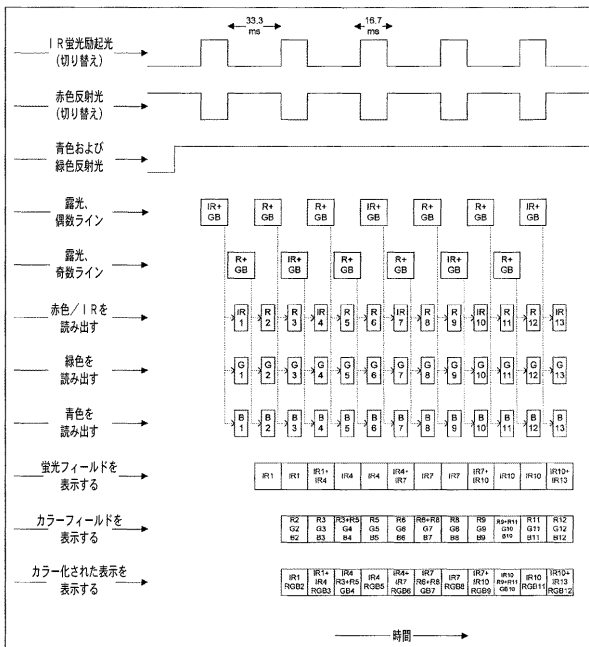 33.3
ms
16.7
ms
IR蛍光励起光
(切り替え)
赤色反射光
(切り替え)
青色および
緑色反射光
露光、
偶数ライン
IR+ R+ R+ IR+ R+ R+ IR+
GB GB GB GB GB GB GB
露光、
奇数ライン
R+ IR+ R+ R+ IR+ R+
GB GB GB GB GB GB
赤色/IRを
読み出す
IR R R IR R R IR R R IR R R IR
1 2 3 4 5 6 7 8 9 10 11 12 13
緑色を
読み出す
G G G G G G G G G G G G G
1 2 3 4 5 6 7 8 9 10 11 12 13
青色を
読み出す
B B B B B B B B B B B B B
1 2 3 4 5 6 7 8 9 10 11 12 13
蛍光フィールドを
表示する
IR1 IR1 IR1+ IR4 IR4 IR4+ IR7 IR7 IR7+ IR10 IR10 IR10+
IR4 IR7 IR10 IR13
カラーフィールドを
表示する
R2 R3 R3+R5 R5 R6 R6+R8 R8 R9 R9+R11 R11 R12
G2 G3 G4 G5 G6 G7 G8 G9 G10 G11 G12
B2 B3 B4 B5 B6 B7 B8 B9 B10 B11 B12
カラー化された表示を
表示する
IR1 IR1+ IR4 IR4 IR4+ IR7 IR7 IR7+ IR10 IR10 IR10+
IR4 R3+R5 IR7 R6+R8 IR10 R9+R11 IR13
RGB2 RGB3 GB4 RGB5 RGB6 GB7 RGB8 RGB9 GB10 RGB11 RGB12
時間